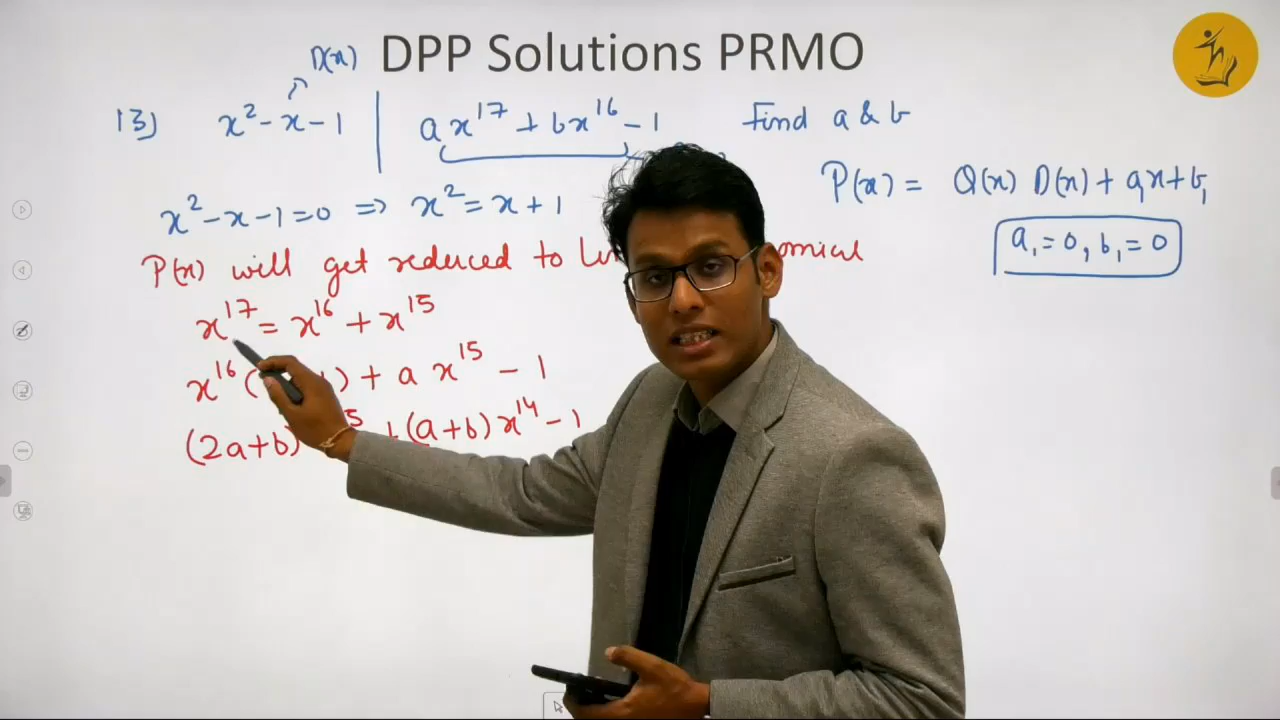 DPP Solutions PRMO
D(x)
13) x² - x - 1 | ax¹⁷ + bx¹⁶ - 1 Find a & b
P(x) = Q(x) D(x) + a₁x + b₁
x² - x - 1 = 0 => x² = x + 1
a₁ = 0, b₁ = 0
P(x) will get reduced to
x¹⁷ = x¹⁶ + x¹⁵
x¹⁶( ) + a x¹⁵ - 1
(2a+b) +(a+b) x¹⁴ - 1